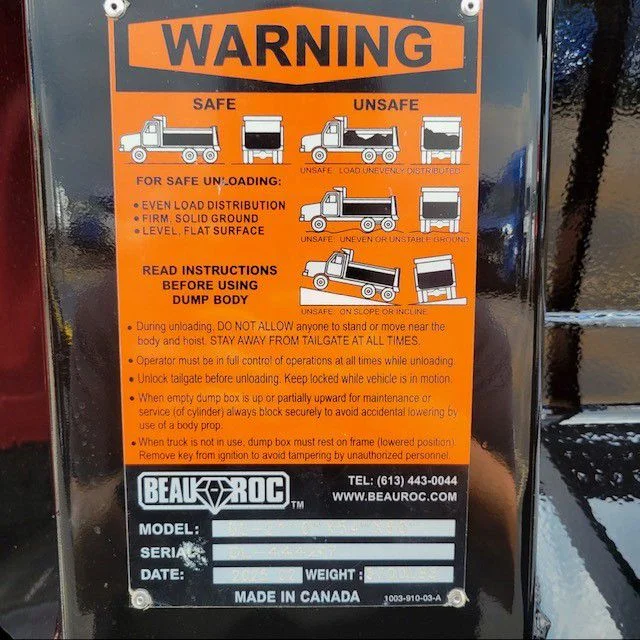 WARNING
SAFE UNSAFE
UNSAFE LOAD UNEVENLY DISTRIBUTED
FOR SAFE UNLOADING:
• EVEN LOAD DISTRIBUTION
• FIRM, SOLID GROUND
• LEVEL, FLAT SURFACE
UNSAFE UNEVEN OR UNSTABLE GROUND
READ INSTRUCTIONS
BEFORE USING
DUMP BODY
UNSAFE ON SLOPE OR INCLINE
• During unloading, DO NOT ALLOW anyone to stand or move near the
body and hoist. STAY AWAY FROM TAILGATE AT ALL TIMES.
• Operator must be in full control of operations at all times while unloading.
• Unlock tailgate before unloading. Keep locked while vehicle is in motion.
• When empty dump box is up or partially upward for maintenance or
service (of cylinder) always block securely to avoid accidental lowering by
use of a body prop.
• When truck is not in use, dump box must rest on frame (lowered position).
Remove key from ignition to avoid tampering by unauthorized personnel.
BEAU ROC TM
TEL: (613) 443-0044
WWW.BEAUROC.COM
MODEL:
SERIAL
DATE: WEIGHT:
MADE IN CANADA 1003-910-03-A